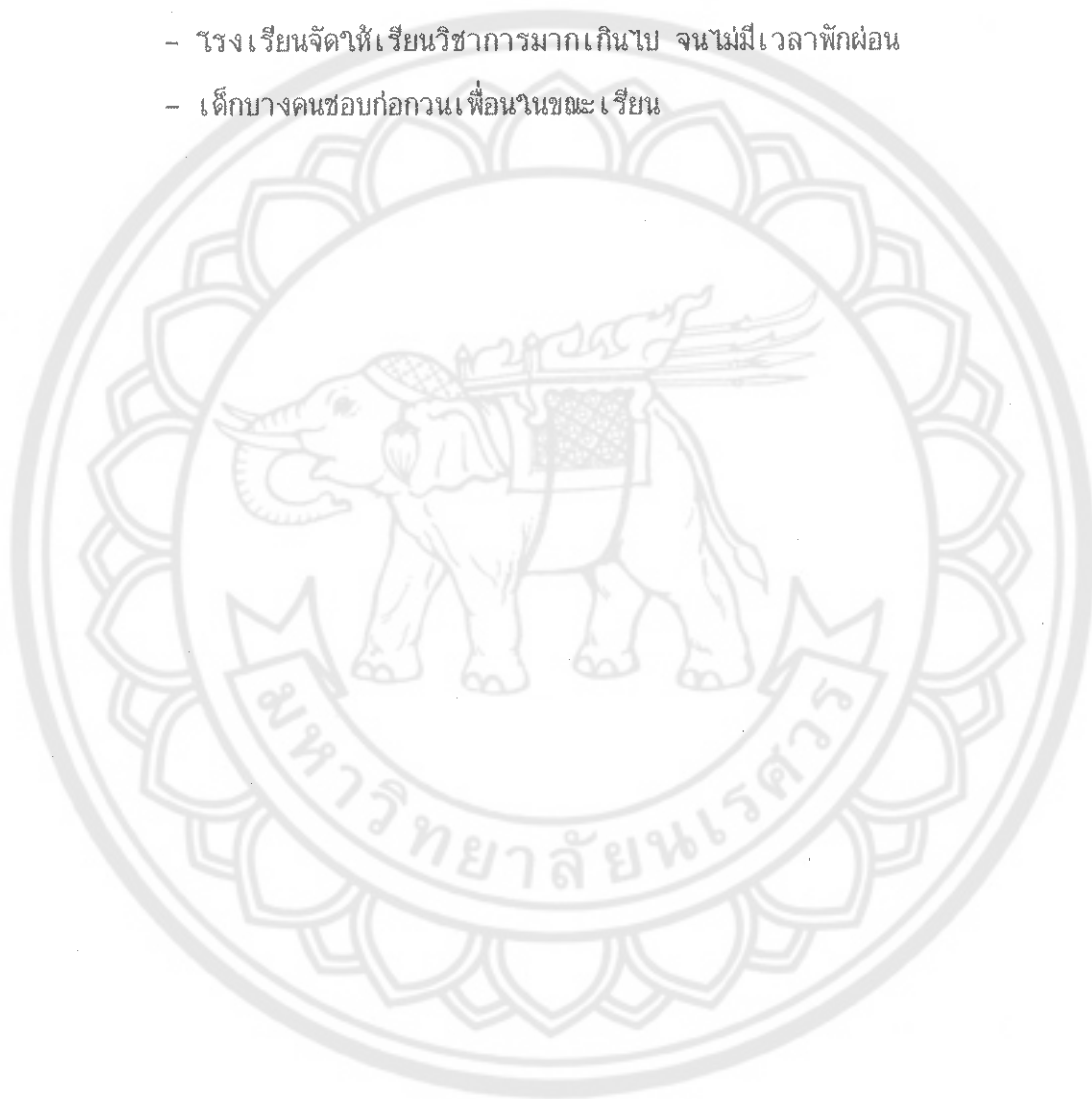 - โรงเรียนจัดให้เรียนวิชาการมากเกินไป จนไม่มีเวลาพักผ่อน
- เด็กบางคนชอบก่อกวนเพื่อนในขณะเรียน
มหาวิทยาลัยนเรศวร